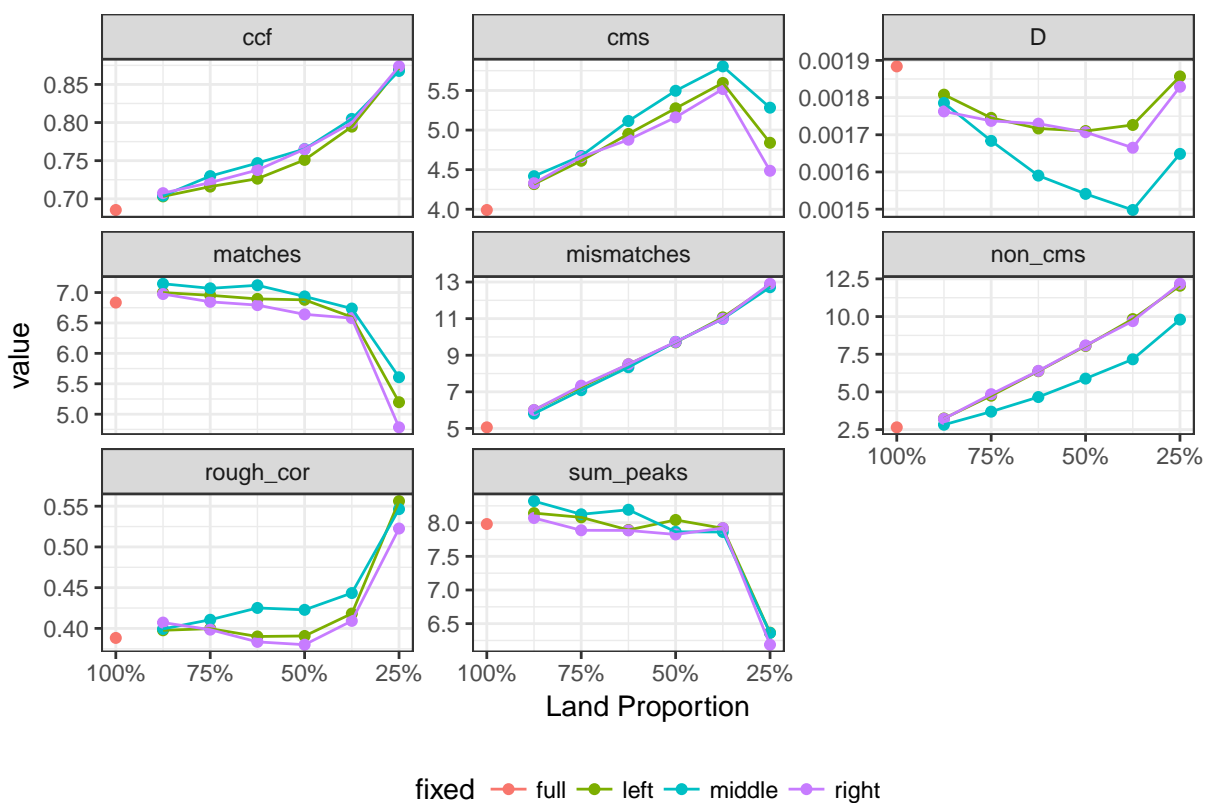 ccf
cms
D
0.85
0.80
0.75
0.70
5.5
5.0
4.5
4.0
0.0019
0.0018
0.0017
0.0016
0.0015
matches
mismatches
non_cms
7.0
6.5
6.0
5.5
5.0
13
11
9
7
5
12.5
10.0
7.5
5.0
2.5
100% 75% 50% 25%
value
rough_cor
sum_peaks
0.55
0.50
0.45
0.40
8.0
7.5
7.0
6.5
100% 75% 50% 25%
100% 75% 50% 25%
Land Proportion
fixed full left middle right